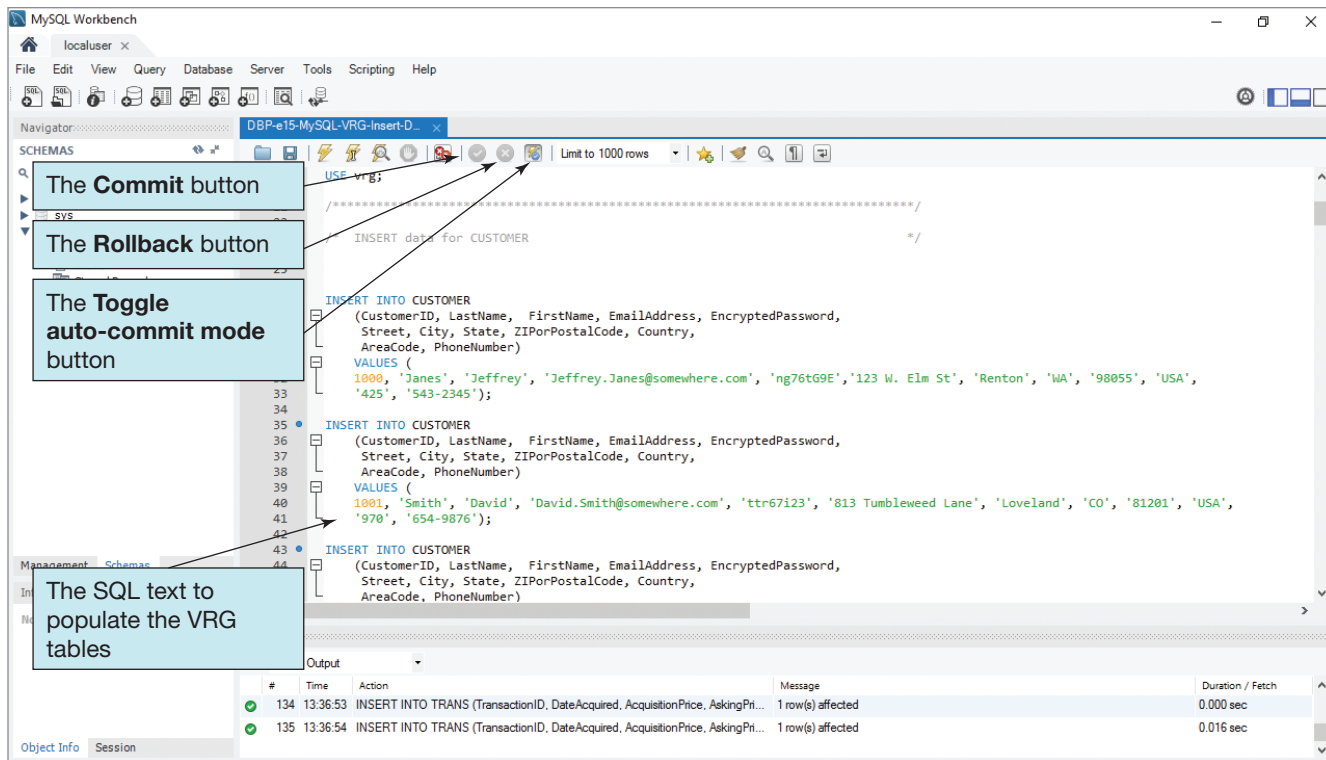 MySQL Workbench
localuser ×
File Edit View Query Database Server Tools Scripting Help
Navigator
DBP-e15-MySQL-VRG-Insert-D... ×
SCHEMAS
Limit to 1000 rows
The Commit button
sys
The Rollback button
The Toggle
auto-commit mode
button
USE vrg;
/*******************************************************************************/
/* INSERT data for CUSTOMER */
25
INSERT INTO CUSTOMER
(CustomerID, LastName, FirstName, EmailAddress, EncryptedPassword,
Street, City, State, ZIPorPostalCode, Country,
AreaCode, PhoneNumber)
VALUES (
1000, 'Janes', 'Jeffrey', 'Jeffrey.Janes@somewhere.com', 'ng76tG9E','123 W. Elm St', 'Renton', 'WA', '98055', 'USA',
33 '425', '543-2345');
34
35 INSERT INTO CUSTOMER
36 (CustomerID, LastName, FirstName, EmailAddress, EncryptedPassword,
37 Street, City, State, ZIPorPostalCode, Country,
38 AreaCode, PhoneNumber)
39 VALUES (
40 1001, 'Smith', 'David', 'David.Smith@somewhere.com', 'ttr67i23', '813 Tumbleweed Lane', 'Loveland', 'CO', '81201', 'USA',
41 '970', '654-9876');
42
43 INSERT INTO CUSTOMER
44 (CustomerID, LastName, FirstName, EmailAddress, EncryptedPassword,
Street, City, State, ZIPorPostalCode, Country,
AreaCode, PhoneNumber)
Management Schemas
The SQL text to
populate the VRG
tables
Output
# Time Action Message Duration / Fetch
134 13:36:53 INSERT INTO TRANS (TransactionID, DateAcquired, AcquisitionPrice, AskingPri... 1 row(s) affected 0.000 sec
135 13:36:54 INSERT INTO TRANS (TransactionID, DateAcquired, AcquisitionPrice, AskingPri... 1 row(s) affected 0.016 sec
Object Info Session